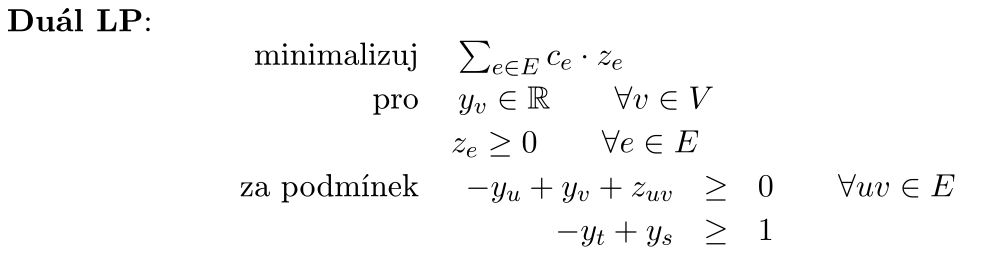 Duál LP:
minimalizuj ∑_{e∈E} c_e · z_e
pro y_v ∈ ℝ ∀v ∈ V
z_e ≥ 0 ∀e ∈ E
za podmínek −y_u + y_v + z_{uv} ≥ 0 ∀uv ∈ E
−y_t + y_s ≥ 1